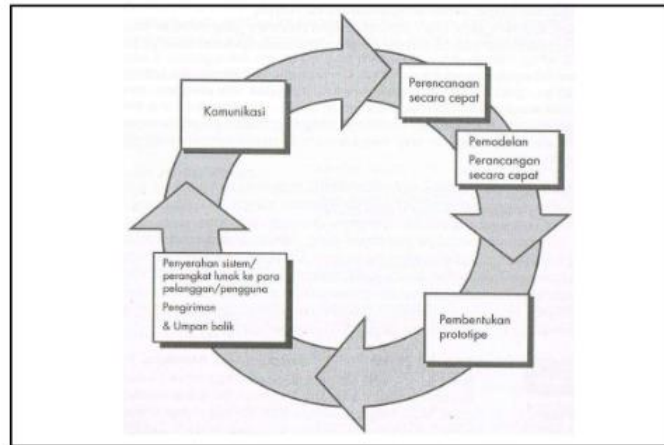 Komunikasi
Perencanaan
secara cepat
Pemodelan
Perancangan
secara cepat
Pembentukan
prototipe
Penyerahan sistem/
perangkat lunak ke para
pelanggan/pengguna
Pengiriman
& Umpan balik